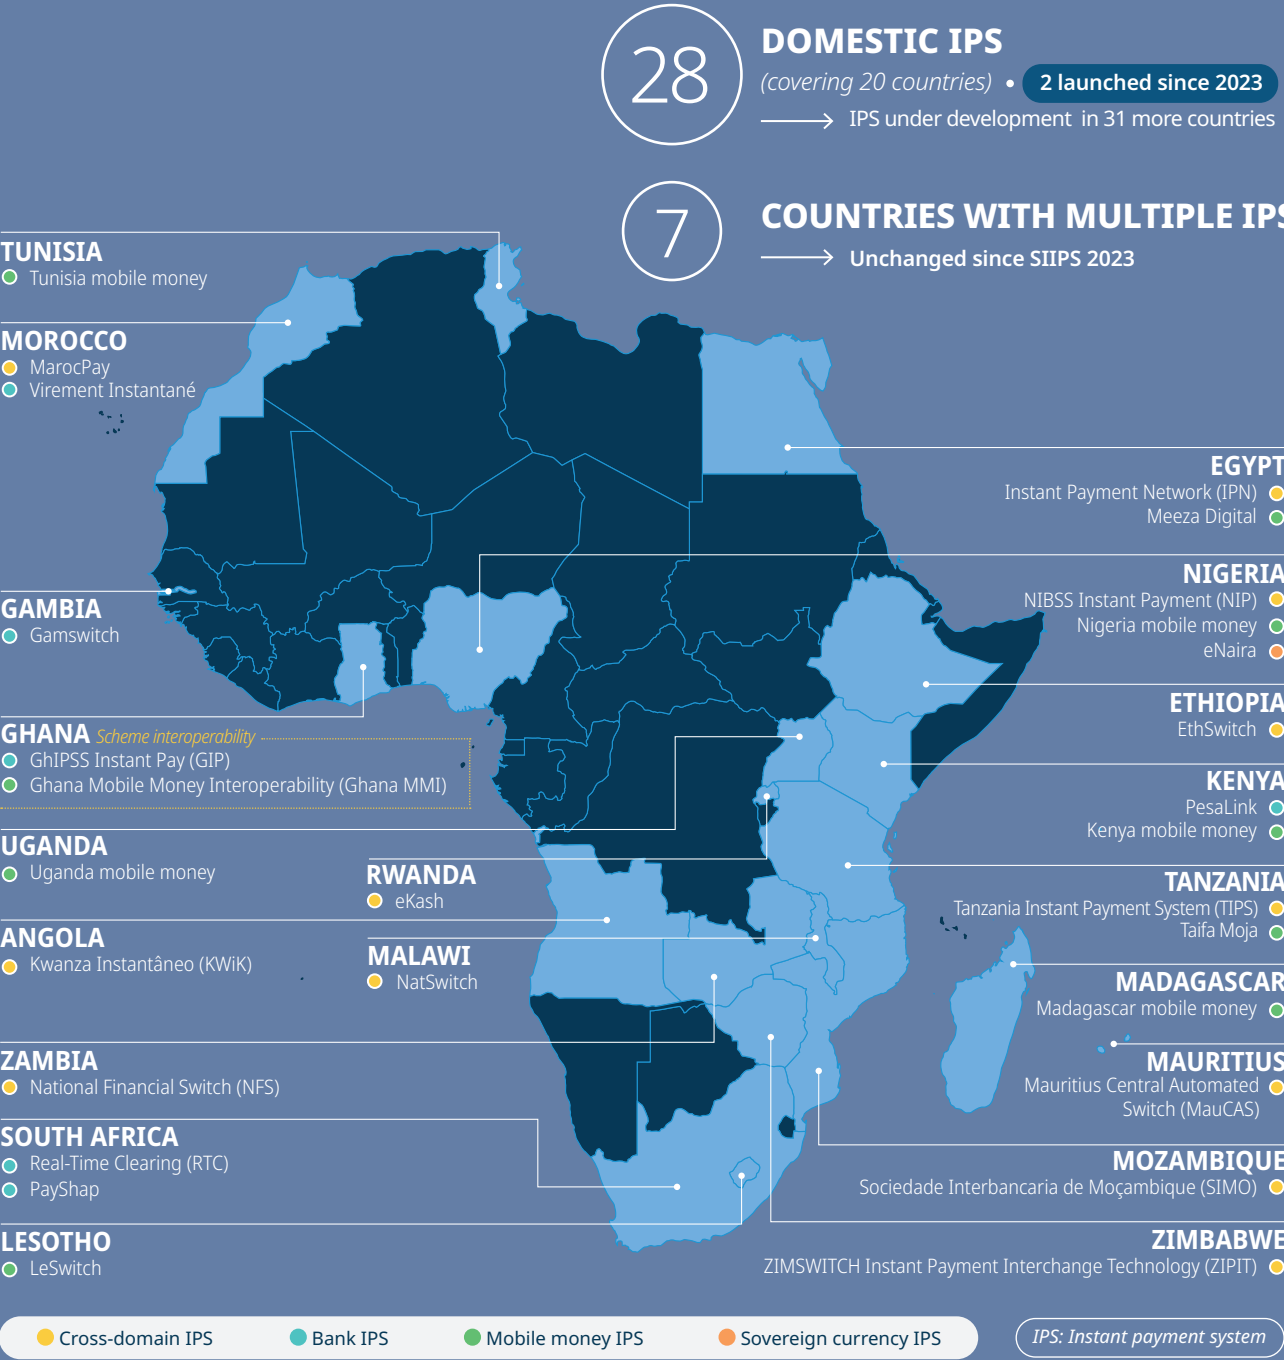 28
DOMESTIC IPS
(covering 20 countries) • 2 launched since 2023
IPS under development in 31 more countries
7
COUNTRIES WITH MULTIPLE IPS
Unchanged since SIIPS 2023
TUNISIA
Tunisia mobile money
MOROCCO
MarocPay
Virement Instantané
GAMBIA
Gamswitch
GHANA Scheme interoperability
GhIPSS Instant Pay (GIP)
Ghana Mobile Money Interoperability (Ghana MMI)
UGANDA
Uganda mobile money
RWANDA
eKash
ANGOLA
Kwanza Instantâneo (KWiK)
MALAWI
NatSwitch
ZAMBIA
National Financial Switch (NFS)
SOUTH AFRICA
Real-Time Clearing (RTC)
PayShap
LESOTHO
LeSwitch
EGYPT
Instant Payment Network (IPN)
Meeza Digital
NIGERIA
NIBSS Instant Payment (NIP)
Nigeria mobile money
eNaira
ETHIOPIA
EthSwitch
KENYA
PesaLink
Kenya mobile money
TANZANIA
Tanzania Instant Payment System (TIPS)
Taifa Moja
MADAGASCAR
Madagascar mobile money
MAURITIUS
Mauritius Central Automated
Switch (MauCAS)
MOZAMBIQUE
Sociedade Interbancaria de Moçambique (SIMO)
ZIMBABWE
ZIMSWITCH Instant Payment Interchange Technology (ZIPIT)
Cross-domain IPS
Bank IPS
Mobile money IPS
Sovereign currency IPS
IPS: Instant payment system